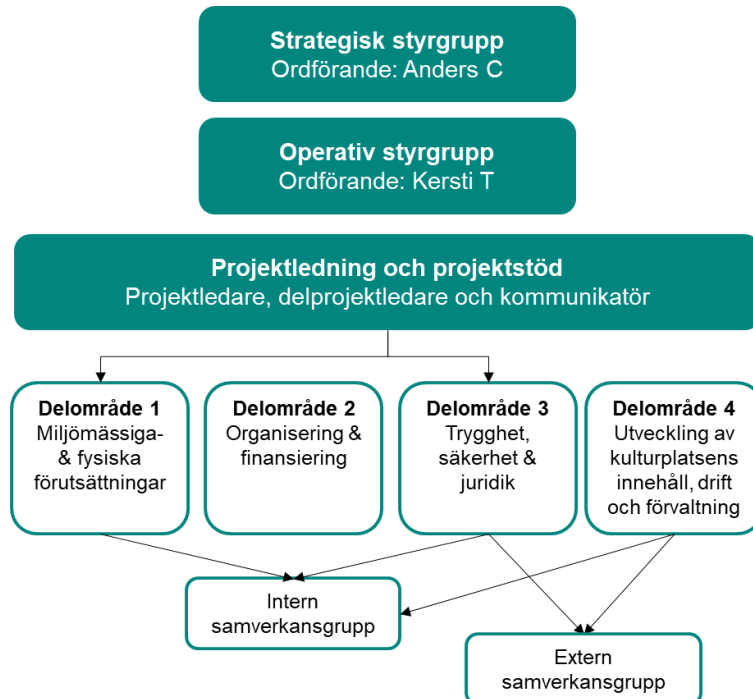 Strategisk styrgrupp
Ordförande: Anders C
Operativ styrgrupp
Ordförande: Kersti T
Projektledning och projektstöd
Projektledare, delprojektledare och kommunikatör
Delområde 1
Miljömässiga-
& fysiska
förutsättningar
Delområde 2
Organisering &
finansiering
Delområde 3
Trygghet,
säkerhet &
juridik
Delområde 4
Utveckling av
kulturplatsens
innehåll, drift
och förvaltning
Intern
samverkansgrupp
Extern
samverkansgrupp